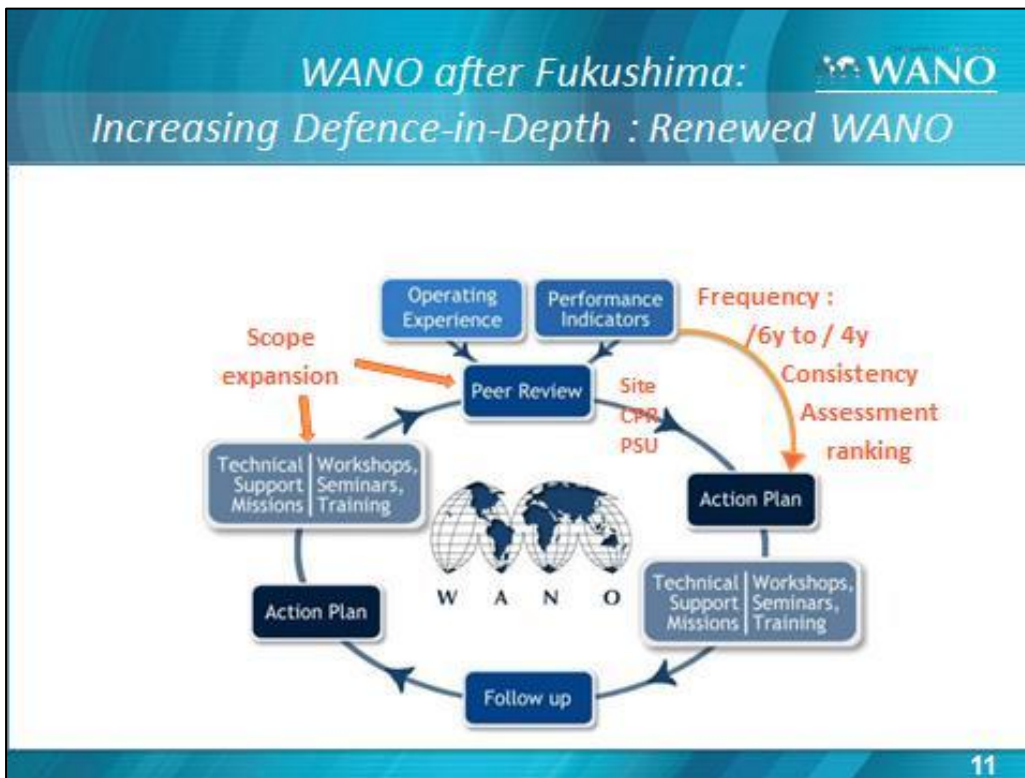 WANO after Fukushima:
WANO
Increasing Defence-in-Depth : Renewed WANO
Operating
Experience
Performance
Indicators
Frequency :
/6y to / 4y
Consistency
Assessment
ranking
Scope
expansion
Peer Review
Site
CPR
PSU
Technical
Support
Missions
Workshops,
Seminars,
Training
Action Plan
W A N O
Technical
Support
Missions
Workshops,
Seminars,
Training
Action Plan
Follow up
11